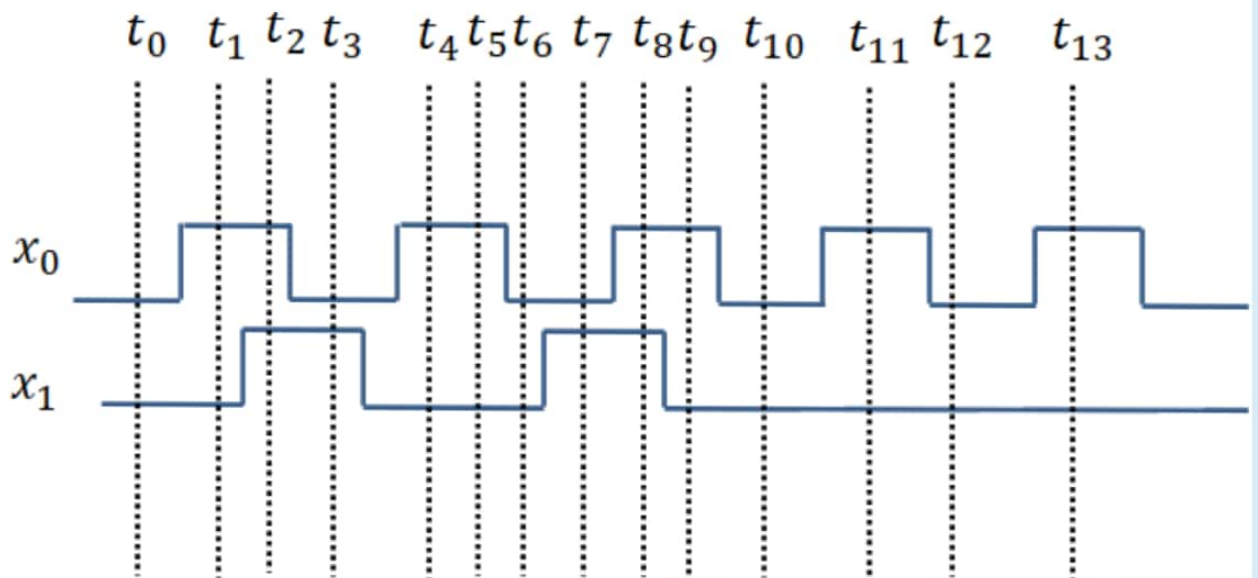 t₀ t₁ t₂ t₃ t₄ t₅ t₆ t₇ t₈ t₉ t₁₀ t₁₁ t₁₂ t₁₃
x₀
x₁